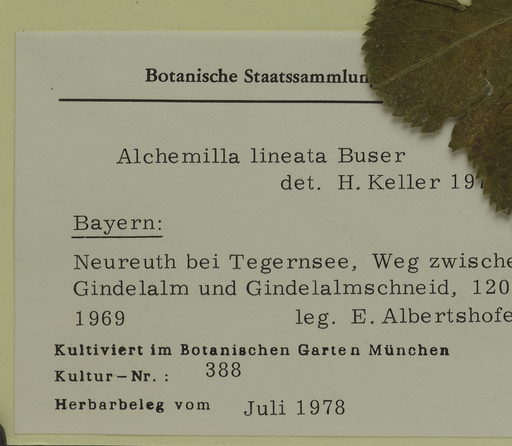 Botanische Staatssammlun
Alchemilla lineata Buser
det. H. Keller 197
Bayern:
Neureuth bei Tegernsee, Weg zwische
Gindelalm und Gindelalmschneid, 120
1969 leg. E. Albertshofe
Kultiviert im Botanischen Garten München
Kultur-Nr. : 388
Herbarbeleg vom Juli 1978